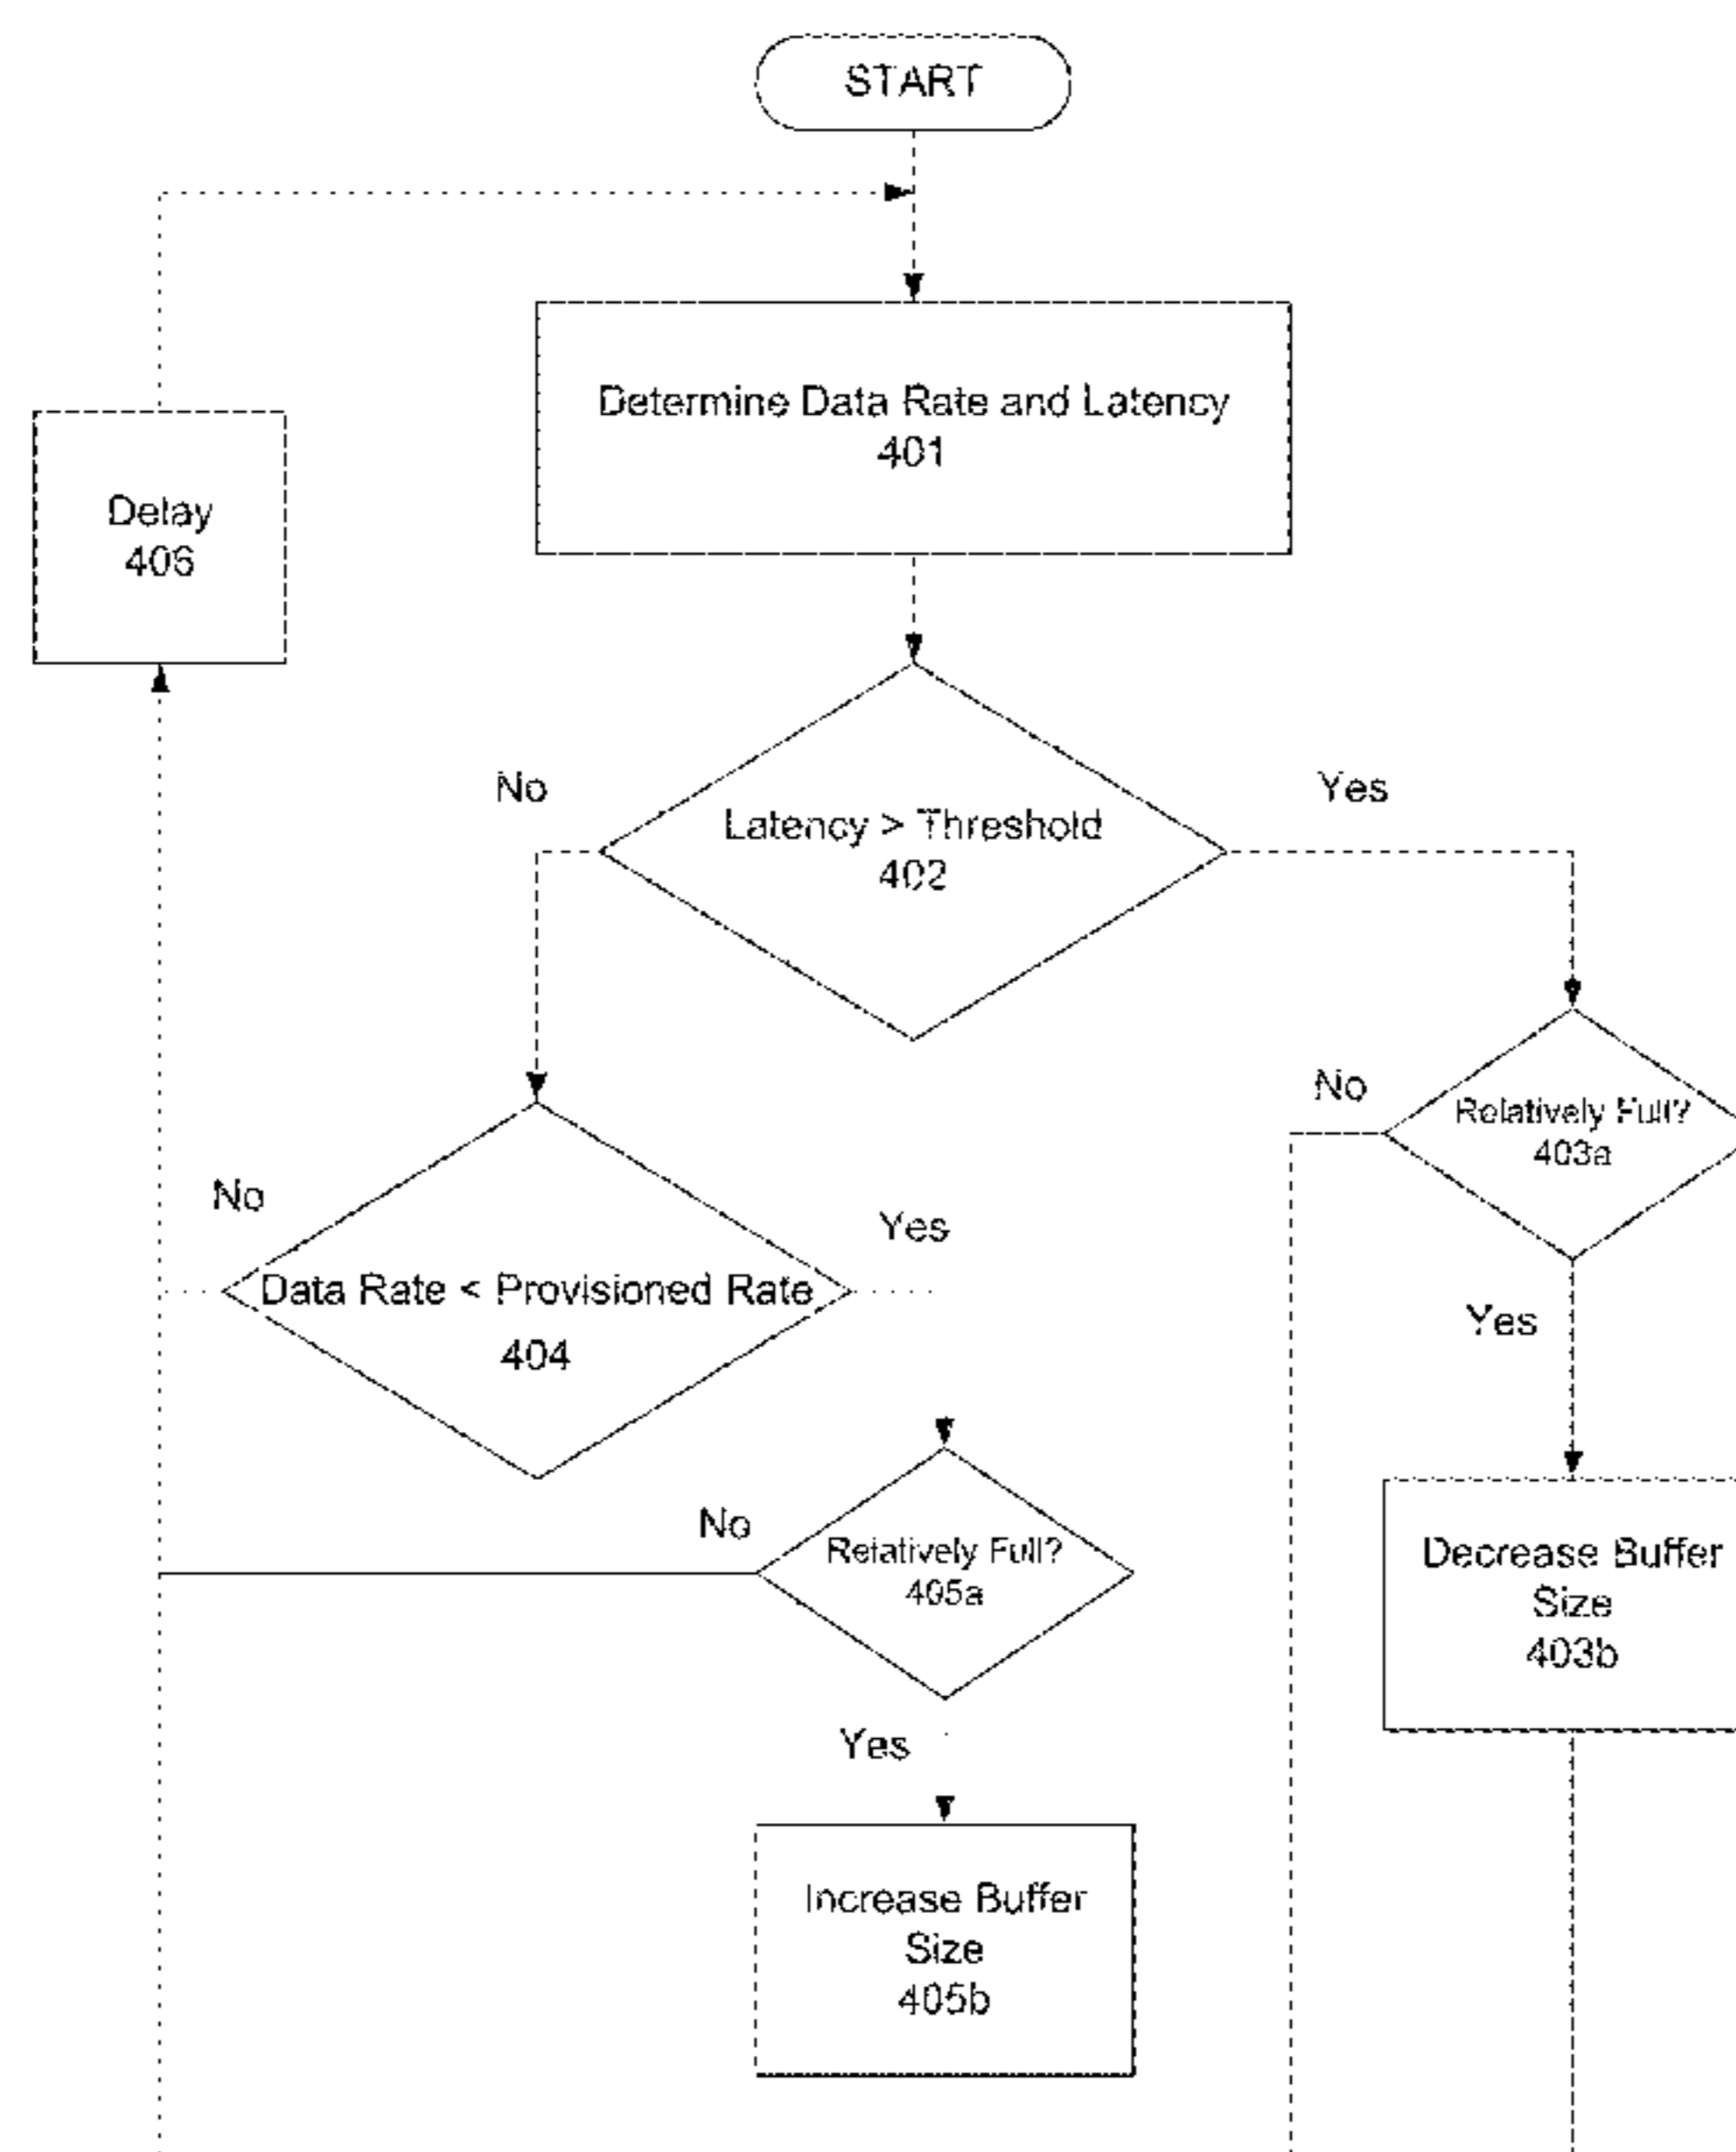 START
Determine Data Rate and Latency
401
Delay
406
No
Yes
Latency > Threshold
402
No
Relatively Full?
403a
No
Yes
Data Rate < Provisioned Rate
404
Yes
No
Relatively Full?
405a
Decrease Buffer
Size
403b
Yes
Increase Buffer
Size
405b